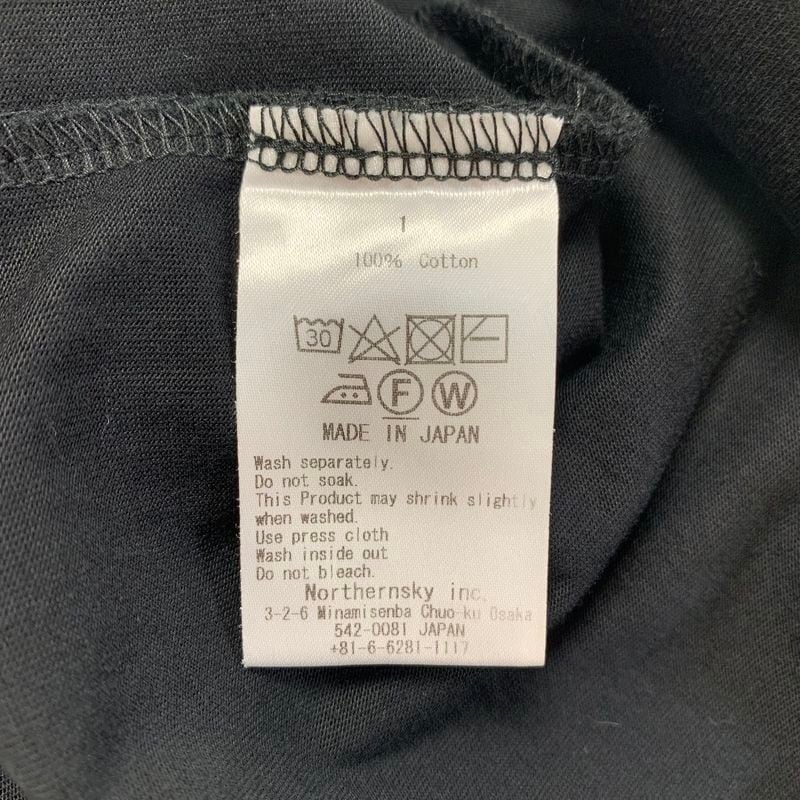 1
100% Cotton
30
F W
MADE IN JAPAN
Wash separately.
Do not soak.
This Product may shrink slightly
when washed.
Use press cloth
Wash inside out
Do not bleach.
Northernsky inc.
3-2-6 Minamisenba Chuo-ku Osaka
542-0081 JAPAN
+81-6-6281-1117